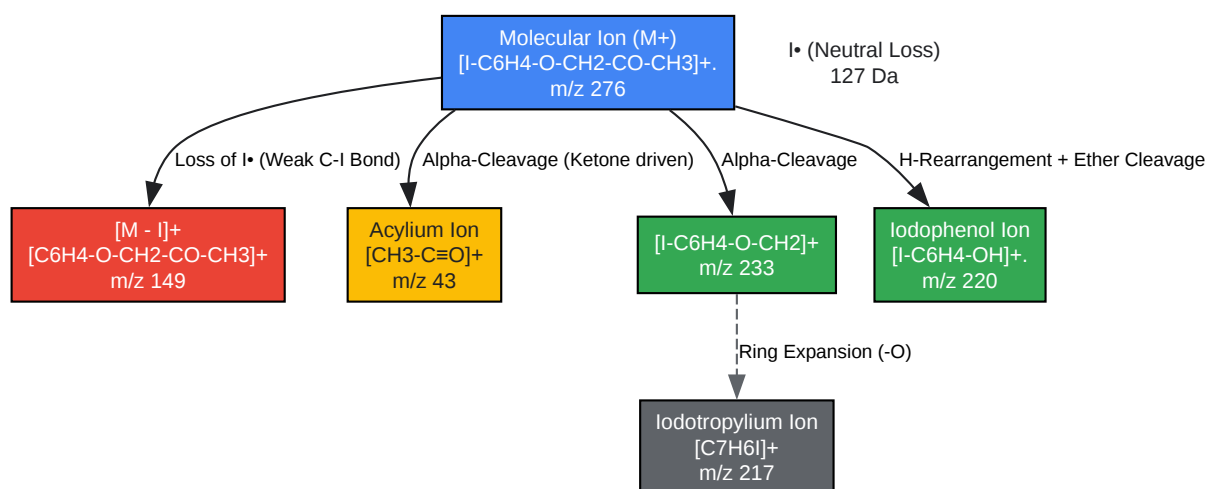 Molecular Ion (M+)
[I-C6H4-O-CH2-CO-CH3]+.
m/z 276
I• (Neutral Loss)
127 Da
Loss of I• (Weak C-I Bond)
Alpha-Cleavage (Ketone driven)
Alpha-Cleavage
H-Rearrangement + Ether Cleavage
[M - I]+
[C6H4-O-CH2-CO-CH3]+
m/z 149
Acylium Ion
[CH3-C≡O]+
m/z 43
[I-C6H4-O-CH2]+
m/z 233
Iodophenol Ion
[I-C6H4-OH]+.
m/z 220
Ring Expansion (-O)
Iodotropylium Ion
[C7H6I]+
m/z 217